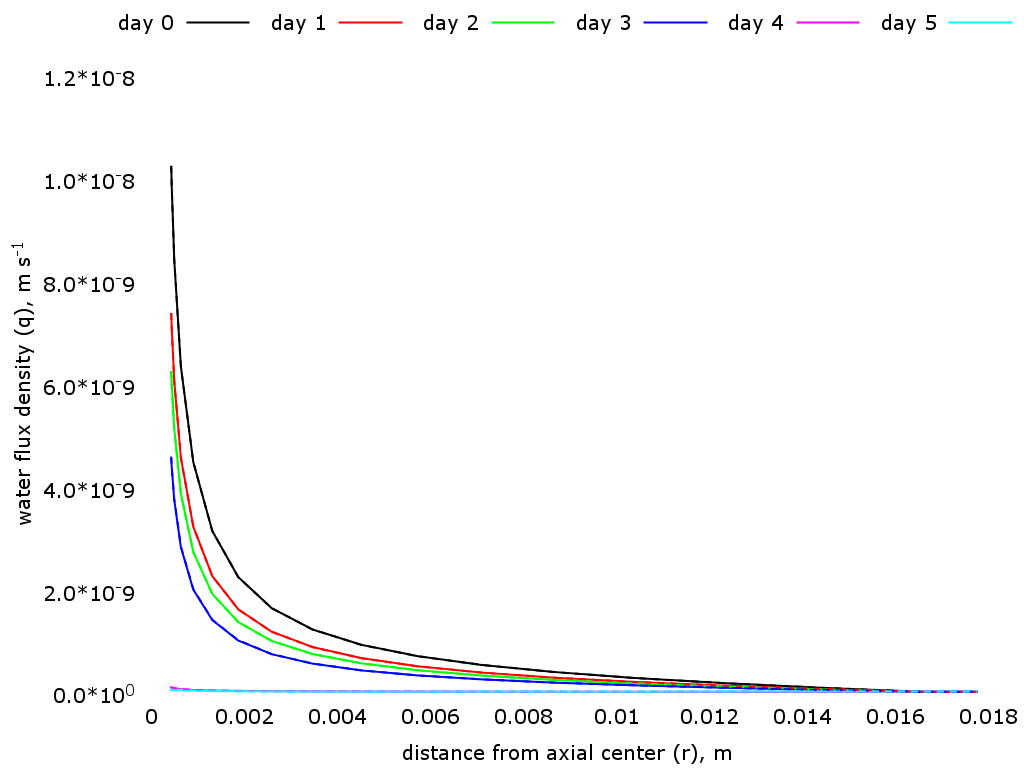 day 0 day 1 day 2 day 3 day 4 day 5
1.2*10⁻8
1.0*10⁻8
8.0*10⁻9
6.0*10⁻9
4.0*10⁻9
2.0*10⁻9
0.0*10⁰
water flux density (q), m s⁻¹
0 0.002 0.004 0.006 0.008 0.01 0.012 0.014 0.016 0.018
distance from axial center (r), m